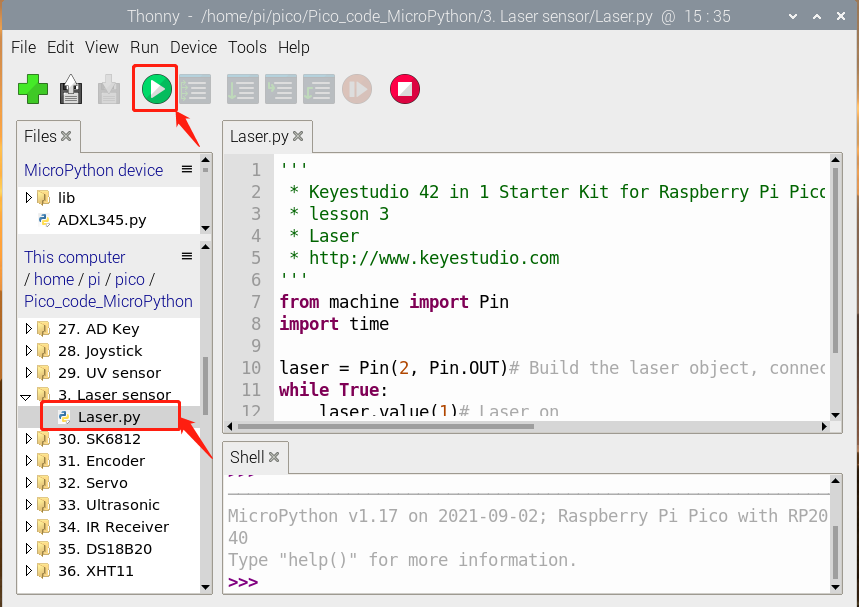 Thonny - /home/pi/pico/Pico_code_MicroPython/3. Laser sensor/Laser.py @ 15 : 35
File Edit View Run Device Tools Help
Files
MicroPython device
lib
ADXL345.py
This computer
/ home / pi / pico /
Pico_code_MicroPython
27. AD Key
28. Joystick
29. UV sensor
3. Laser sensor
Laser.py
30. SK6812
31. Encoder
32. Servo
33. Ultrasonic
34. IR Receiver
35. DS18B20
36. XHT11
Laser.py
1 '''
2  * Keyestudio 42 in 1 Starter Kit for Raspberry Pi Pico
3  * lesson 3
4  * Laser
5  * http://www.keyestudio.com
6 '''
7 from machine import Pin
8 import time
9
10 laser = Pin(2, Pin.OUT)# Build the laser object, connec
11 while True:
12     laser.value(1)# Laser on
Shell
>>>
MicroPython v1.17 on 2021-09-02; Raspberry Pi Pico with RP20
40
Type "help()" for more information.
>>>